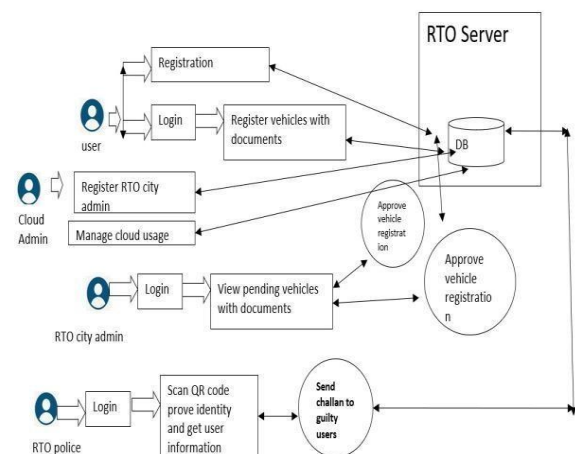 RTO Server
Registration
user
Login
Register vehicles with
documents
DB
Cloud
Admin
Register RTO city
admin
Manage cloud usage
Approve
vehicle
registrat
ion
Approve
vehicle
registratio
n
RTO city admin
Login
View pending vehicles
with documents
RTO police
Login
Scan QR code
prove identity
and get user
information
Send
challan to
guilty
users